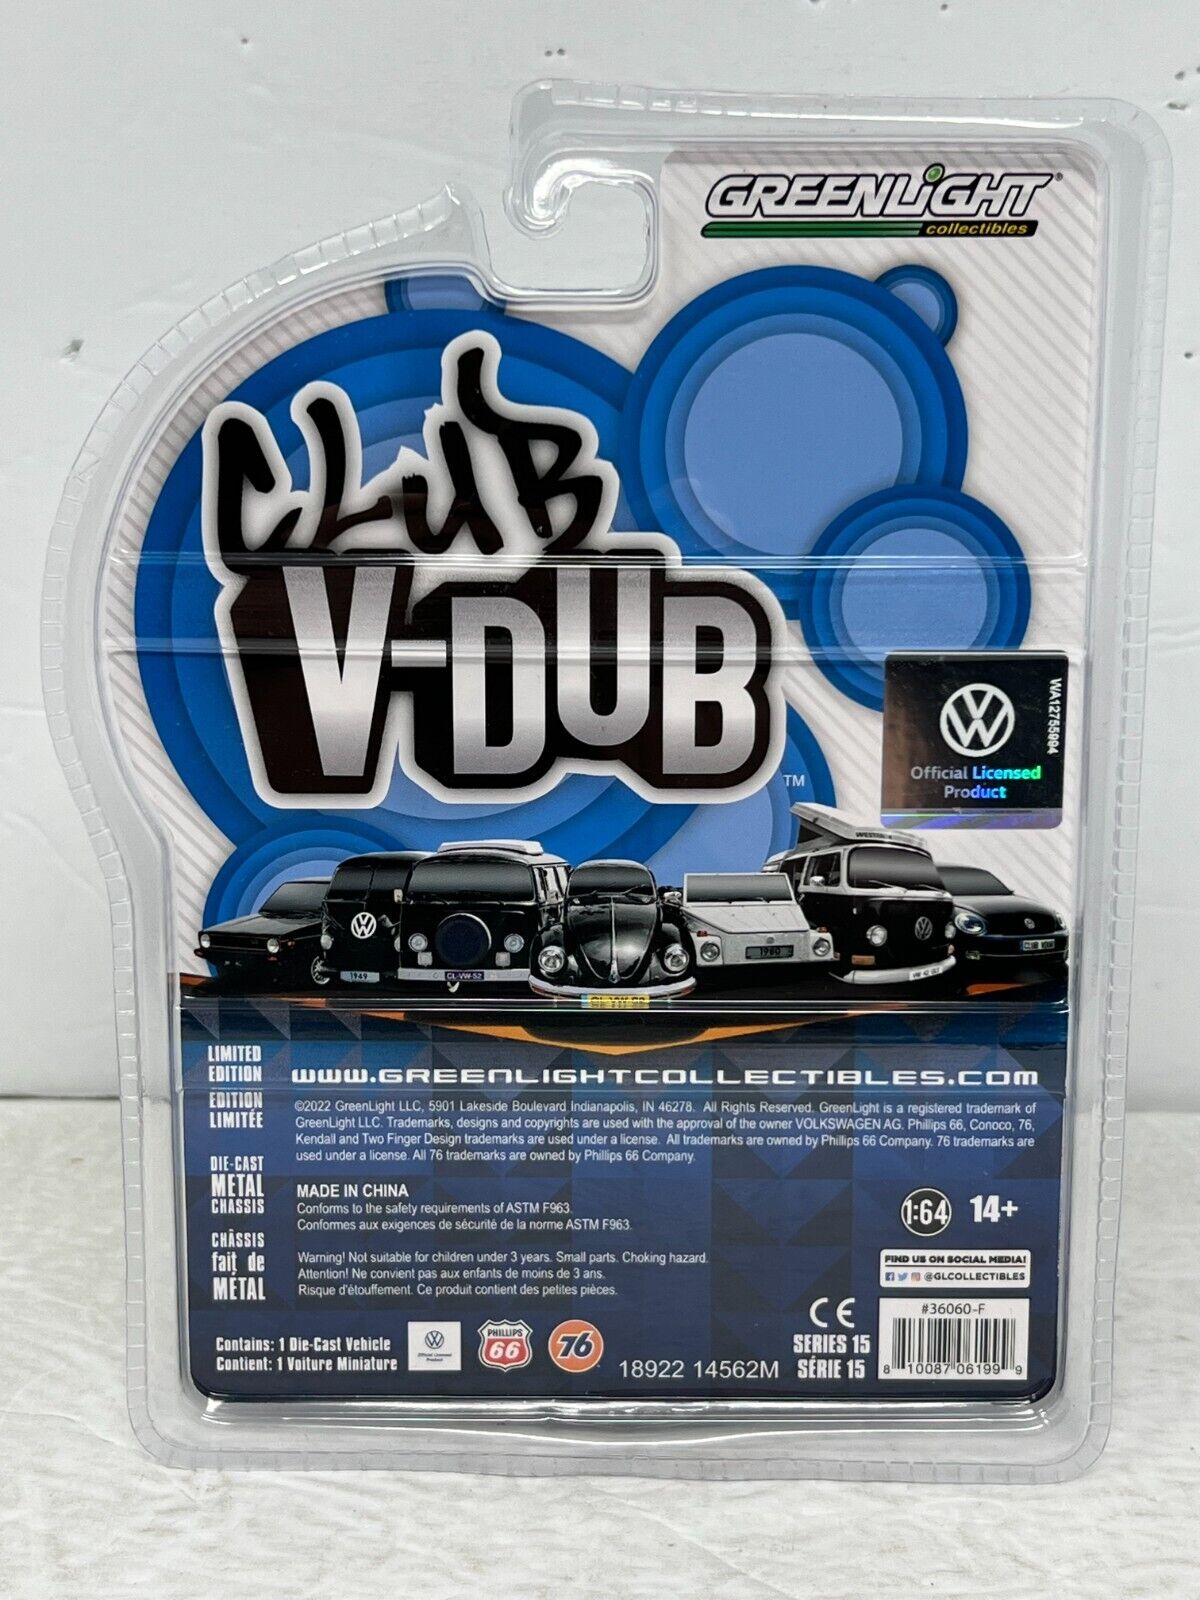 GREENLiGHT®
collectibles
CLuB
V-DUB
™
WA12755994
Official Licensed
Product
WESTFALIA
1949
CL-VW-52
1980
LIMITED
EDITION
EDITION
LIMITÉE
DIE-CAST
METAL
CHASSIS
CHÂSSIS
fait de
MÉTAL
www.GREENLIGHTCOLLECTIBLES.COM
©2022 GreenLight LLC, 5901 Lakeside Boulevard Indianapolis, IN 46278. All Rights Reserved. GreenLight is a registered trademark of
GreenLight LLC. Trademarks, designs and copyrights are used with the approval of the owner VOLKSWAGEN AG. Phillips 66, Conoco, 76,
Kendall and Two Finger Design trademarks are used under a license. All trademarks are owned by Phillips 66 Company. 76 trademarks are
used under a license. All 76 trademarks are owned by Phillips 66 Company.
MADE IN CHINA
Conforms to the safety requirements of ASTM F963.
Conformes aux exigences de sécurité de la norme ASTM F963.
1:64 14+
Warning! Not suitable for children under 3 years. Small parts. Choking hazard.
Attention! Ne convient pas aux enfants de moins de 3 ans.
Risque d'étouffement. Ce produit contient des petites pièces.
FIND US ON SOCIAL MEDIA!
@GLCOLLECTIBLES
Contains: 1 Die-Cast Vehicle
Contient: 1 Voiture Miniature
Official Licensed
Product
PHILLIPS
66
76
18922 14562M
CE
SERIES 15
SÉRIE 15
#36060-F
8 10087 06199 9